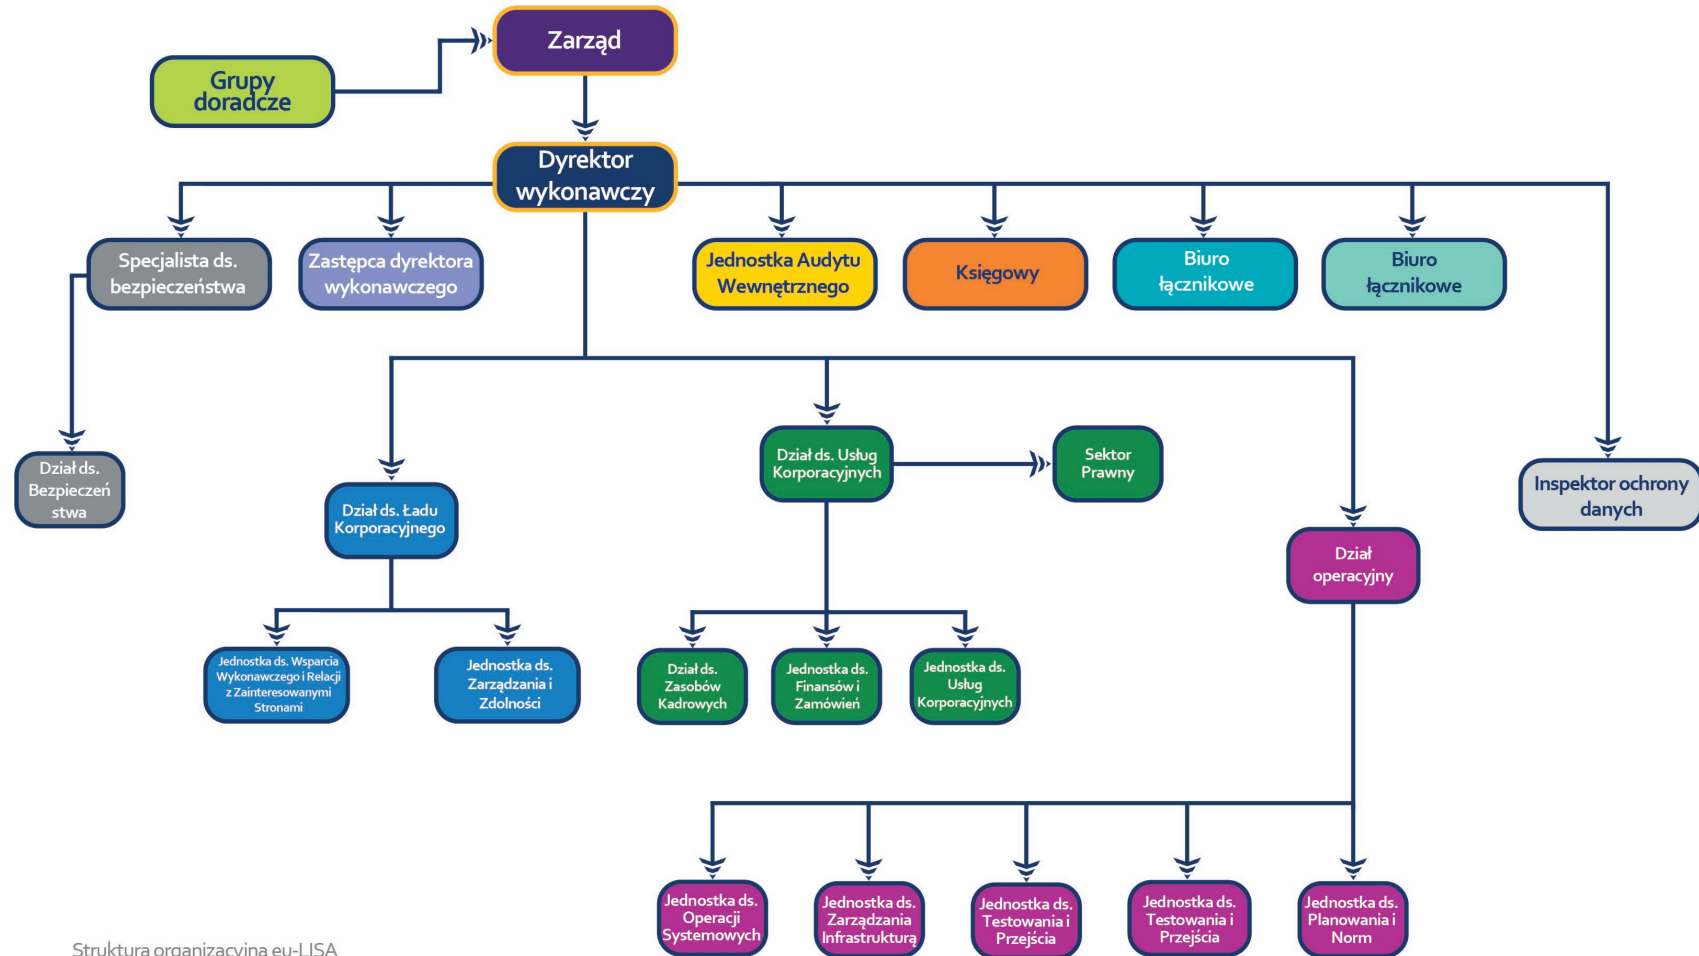 Zarząd
Grupy
doradcze
Dyrektor
wykonawczy
Specjalista ds.
bezpieczeństwa
Zastępca dyrektora
wykonawczego
Jednostka Audytu
Wewnętrznego
Księgowy
Biuro
łącznikowe
Biuro
łącznikowe
Dział ds.
Bezpieczeń
stwa
Dział ds. Ładu
Korporacyjnego
Dział ds. Usług
Korporacyjnych
Sektor
Prawny
Dział
operacyjny
Inspektor ochrony
danych
Jednostka ds. Wsparcia
Wykonawczego i Relacji
z Zainteresowanymi
Stronami
Jednostka ds.
Zarządzania i
Zdolności
Dział ds.
Zasobów
Kadrowych
Jednostka ds.
Finansów i
Zamówień
Jednostka ds.
Usług
Korporacyjnych
Jednostka ds.
Operacji
Systemowych
Jednostka ds.
Zarządzania
Infrastrukturą
Jednostka ds.
Testowania i
Przejścia
Jednostka ds.
Testowania i
Przejścia
Jednostka ds.
Planowania i
Norm
Struktura organizacyjna eu-LISA